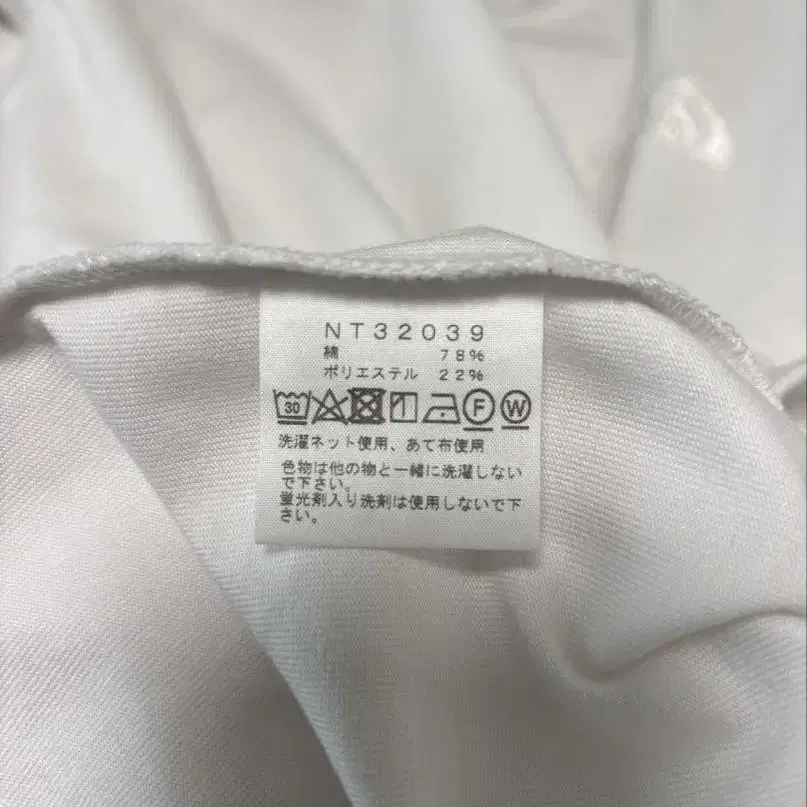 NT32039
綿 78%
ポリエステル 22%
30 F W
洗濯ネット使用、あて布使用
色物は他の物と一緒に洗濯しない
で下さい。
蛍光剤入り洗剤は使用しないで下
さい。